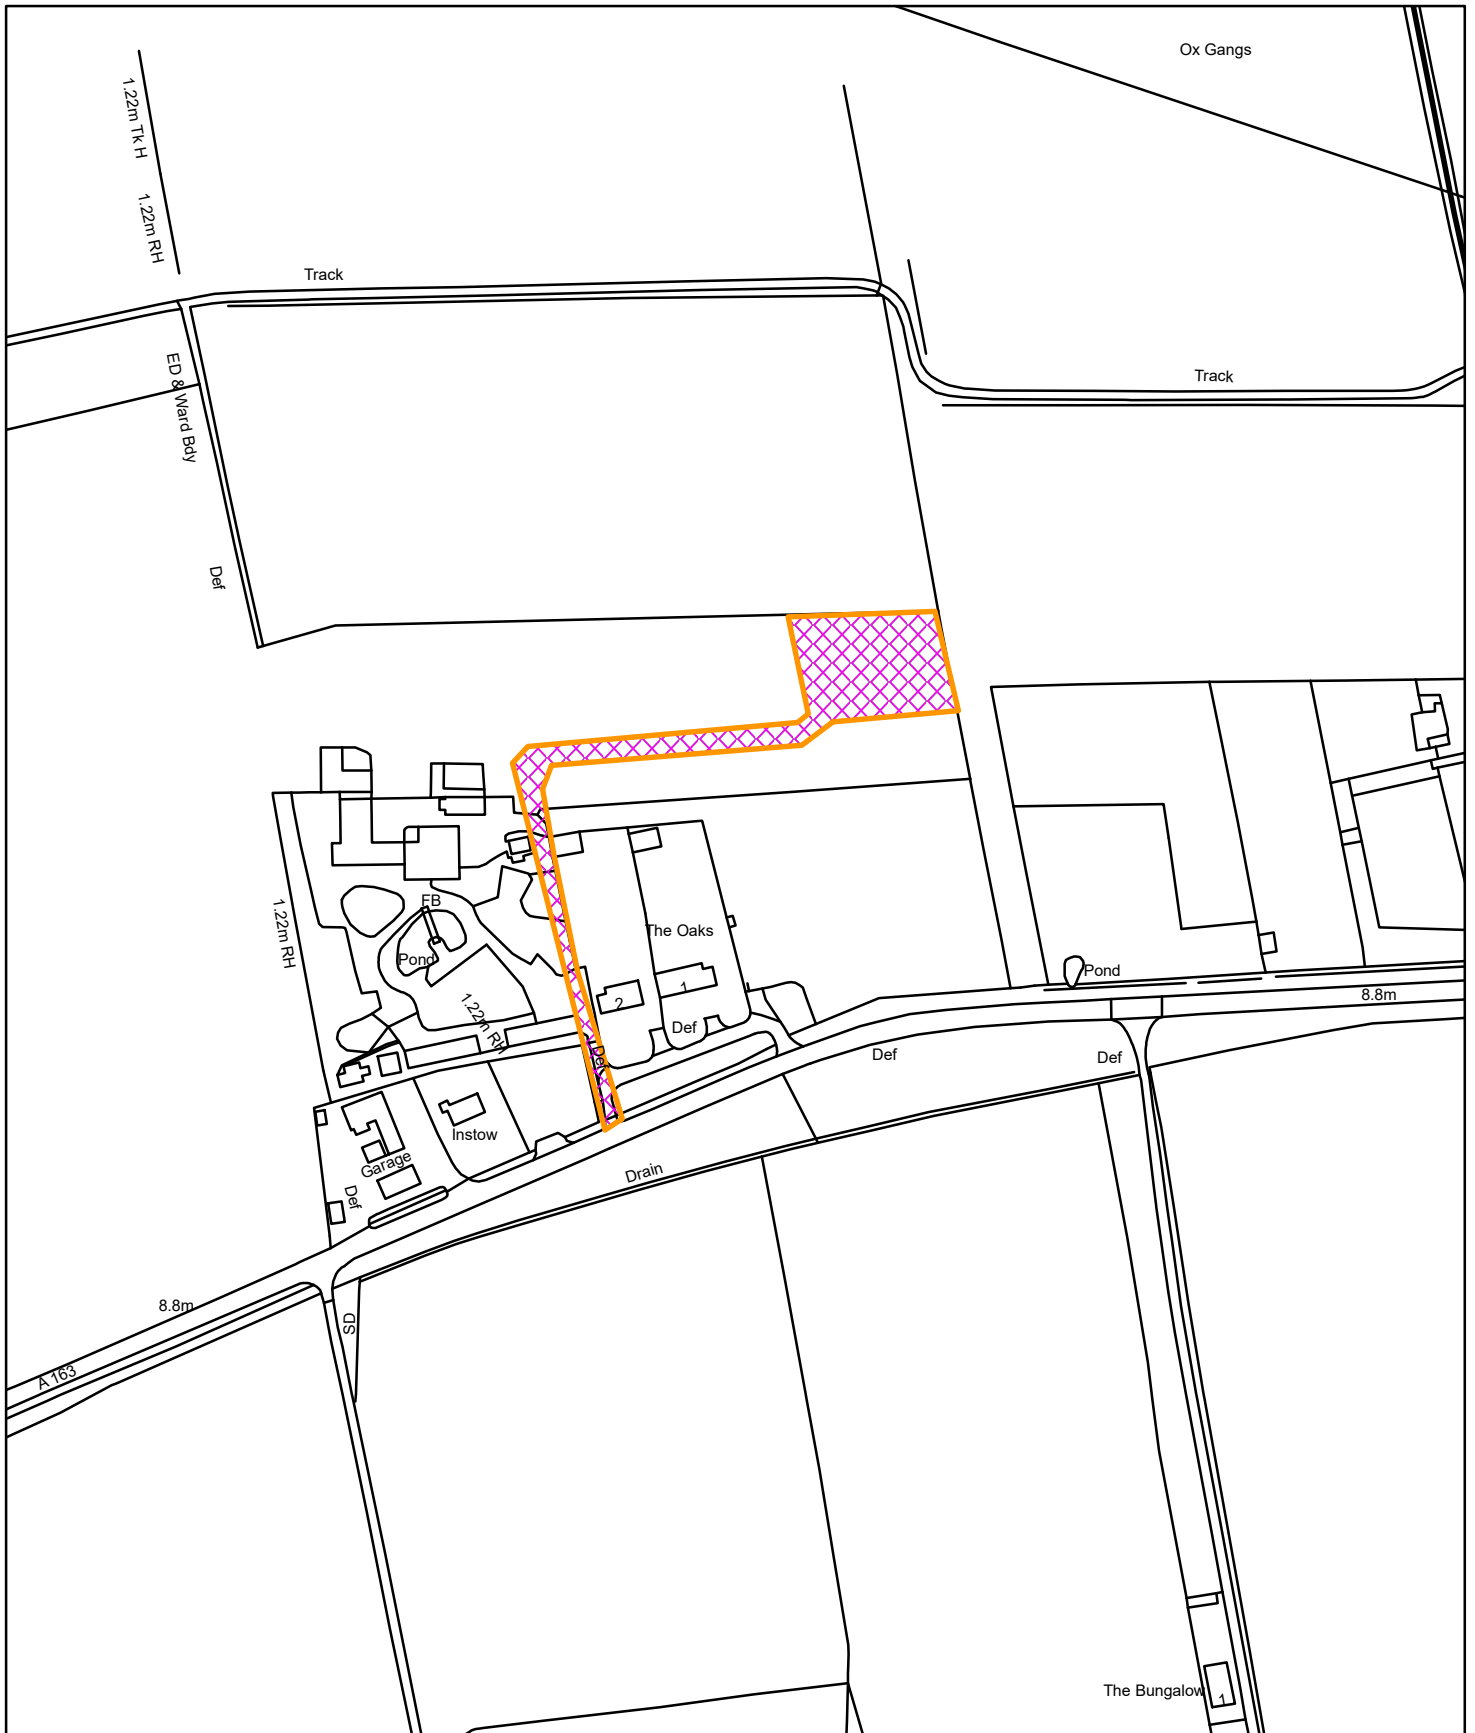 Ox Gangs
1.22m Tk H
1.22m RH
Track
Track
ED & Ward Bdy
Def
FB
1.22m RH
The Oaks
Pond
Pond
1
2
8.8m
1.22m RH
Def
Def
Def
Def
Instow
Garage
Drain
Def
8.8m
SD
A 163
The Bungalow
1